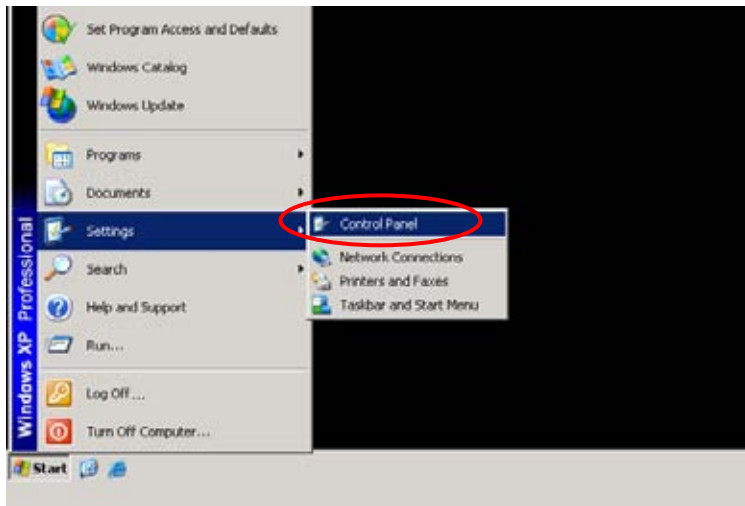 Set Program Access and Defaults
Windows Catalog
Windows Update
Programs
Documents
Settings
Search
Help and Support
Run...
Log Off ...
Turn Off Computer...
Control Panel
Network Connections
Printers and Faxes
Taskbar and Start Menu
Windows XP Professional
Start